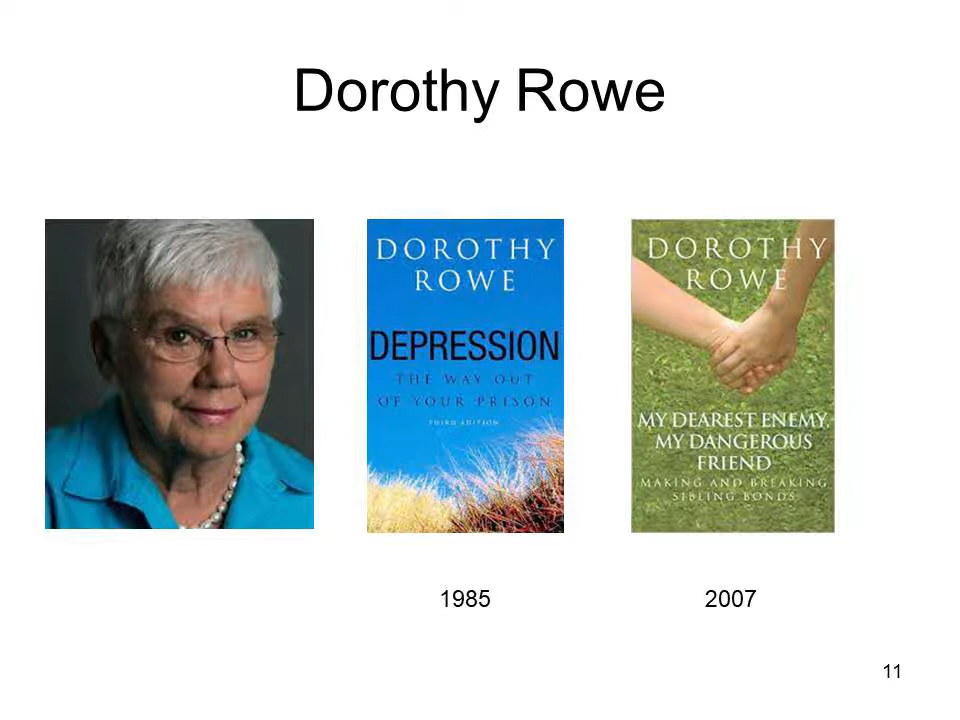 Dorothy Rowe
DOROTHY
ROWE
DEPRESSION
THE WAY OUT
OF YOUR PRISON
THIRD EDITION
DOROTHY
ROWE
MY DEAREST ENEMY,
MY DANGEROUS
FRIEND
MAKING AND BREAKING
SIBLING BONDS
1985
2007
11